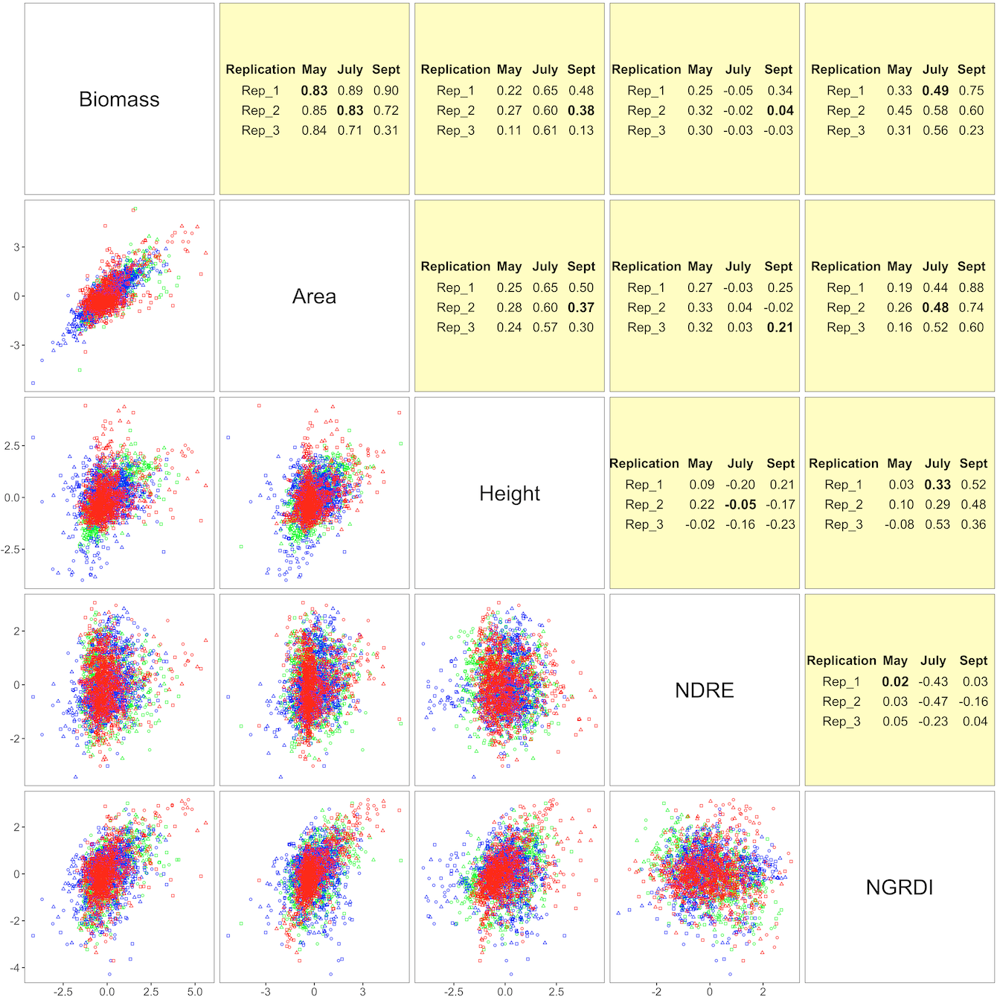 Biomass
Replication May July Sept
Rep_1 0.83 0.89 0.90
Rep_2 0.85 0.83 0.72
Rep_3 0.84 0.71 0.31
Replication May July Sept
Rep_1 0.22 0.65 0.48
Rep_2 0.27 0.60 0.38
Rep_3 0.11 0.61 0.13
Replication May July Sept
Rep_1 0.25 -0.05 0.34
Rep_2 0.32 -0.02 0.04
Rep_3 0.30 -0.03 -0.03
Replication May July Sept
Rep_1 0.33 0.49 0.75
Rep_2 0.45 0.58 0.60
Rep_3 0.31 0.56 0.23
3
0
-3
Area
Replication May July Sept
Rep_1 0.25 0.65 0.50
Rep_2 0.28 0.60 0.37
Rep_3 0.24 0.57 0.30
Replication May July Sept
Rep_1 0.27 -0.03 0.25
Rep_2 0.33 0.04 -0.02
Rep_3 0.32 0.03 0.21
Replication May July Sept
Rep_1 0.19 0.44 0.88
Rep_2 0.26 0.48 0.74
Rep_3 0.16 0.52 0.60
2.5
0.0
-2.5
Height
Replication May July Sept
Rep_1 0.09 -0.20 0.21
Rep_2 0.22 -0.05 -0.17
Rep_3 -0.02 -0.16 -0.23
Replication May July Sept
Rep_1 0.03 0.33 0.52
Rep_2 0.10 0.29 0.48
Rep_3 -0.08 0.53 0.36
2
0
-2
NDRE
Replication May July Sept
Rep_1 0.02 -0.43 0.03
Rep_2 0.03 -0.47 -0.16
Rep_3 0.05 -0.23 0.04
2
0
-2
-4
NGRDI
-2.5 0.0 2.5 5.0
-3 0 3
-2.5 0.0 2.5
-2 0 2